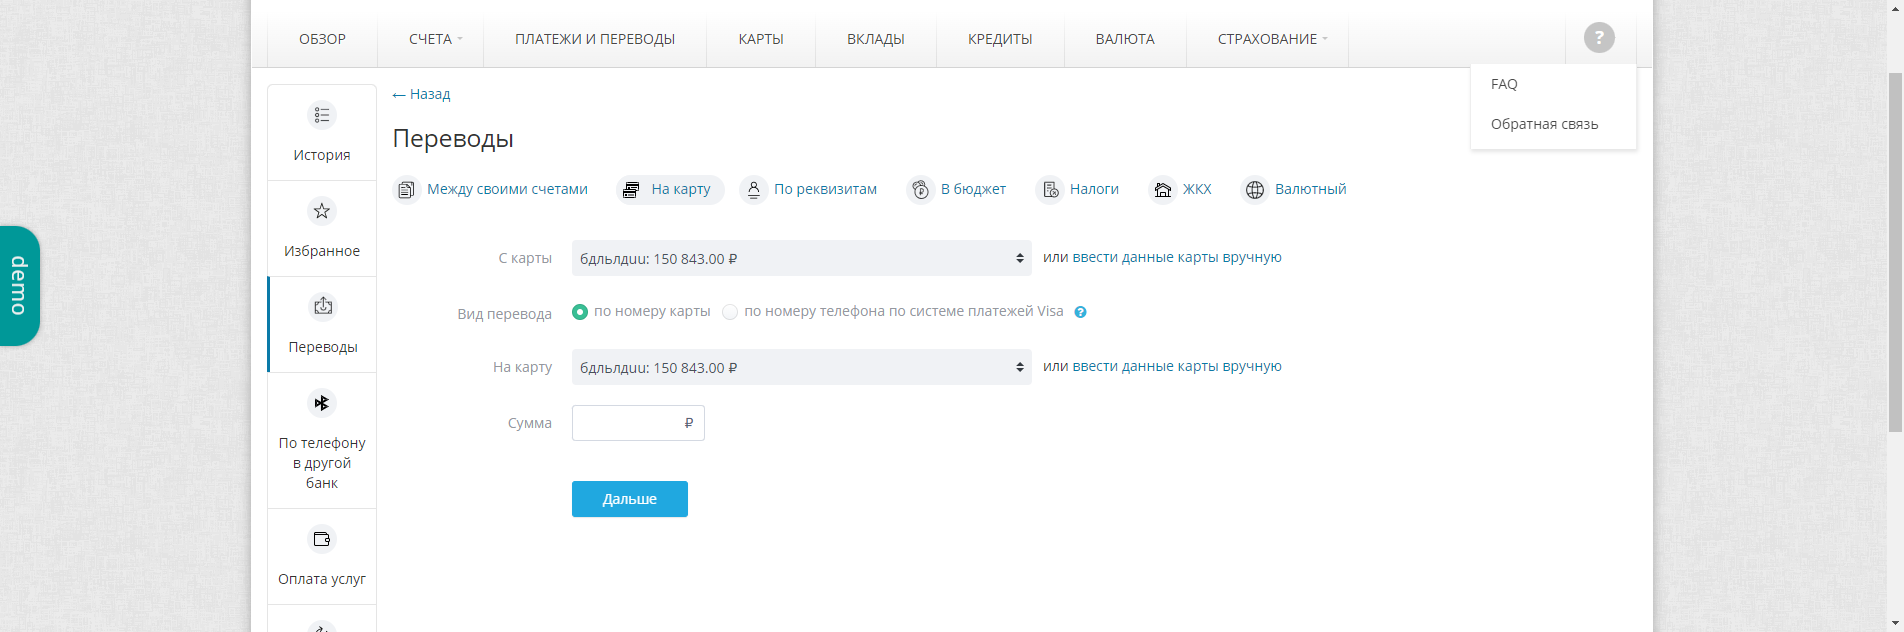 ОБЗОР
СЧЕТА
ПЛАТЕЖИ И ПЕРЕВОДЫ
КАРТЫ
ВКЛАДЫ
КРЕДИТЫ
ВАЛЮТА
СТРАХОВАНИЕ
?
FAQ
Обратная связь
demo
История
Избранное
Переводы
По телефону
в другой
банк
Оплата услуг
← Назад
Переводы
Между своими счетами
На карту
По реквизитам
В бюджет
Налоги
ЖКХ
Валютный
С карты
бдльлдuu: 150 843.00 ₽
или ввести данные карты вручную
Вид перевода
по номеру карты
по номеру телефона по системе платежей Visa
?
На карту
бдльлдuu: 150 843.00 ₽
или ввести данные карты вручную
Сумма
₽
Дальше